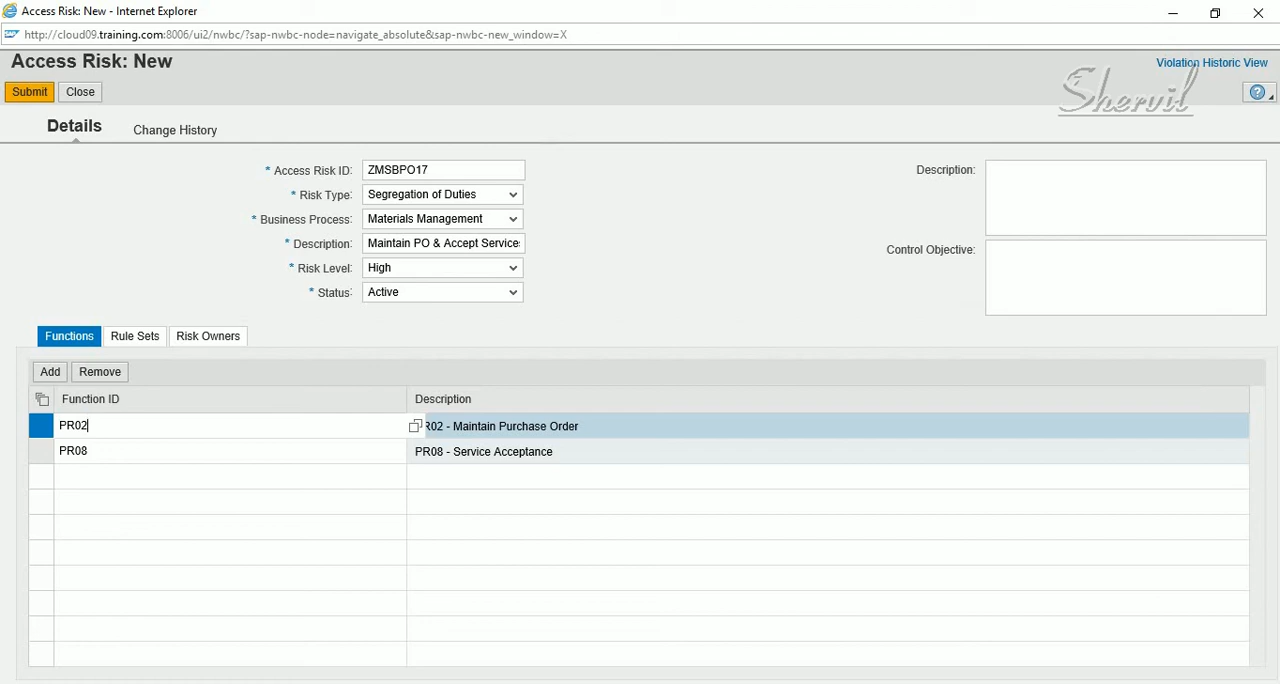 Access Risk: New - Internet Explorer
http://cloud09.training.com:8006/ui2/nwbc/?sap-nwbc-node=navigate_absolute&sap-nwbc-new_window=X
Access Risk: New
Violation Historic View
Submit Close
Shervil
Details Change History
* Access Risk ID: ZMSBPO17
* Risk Type: Segregation of Duties
* Business Process: Materials Management
* Description: Maintain PO & Accept Services
* Risk Level: High
* Status: Active
Description:
Control Objective:
Functions Rule Sets Risk Owners
Add Remove
Function ID Description
PR02 PR02 - Maintain Purchase Order
PR08 PR08 - Service Acceptance